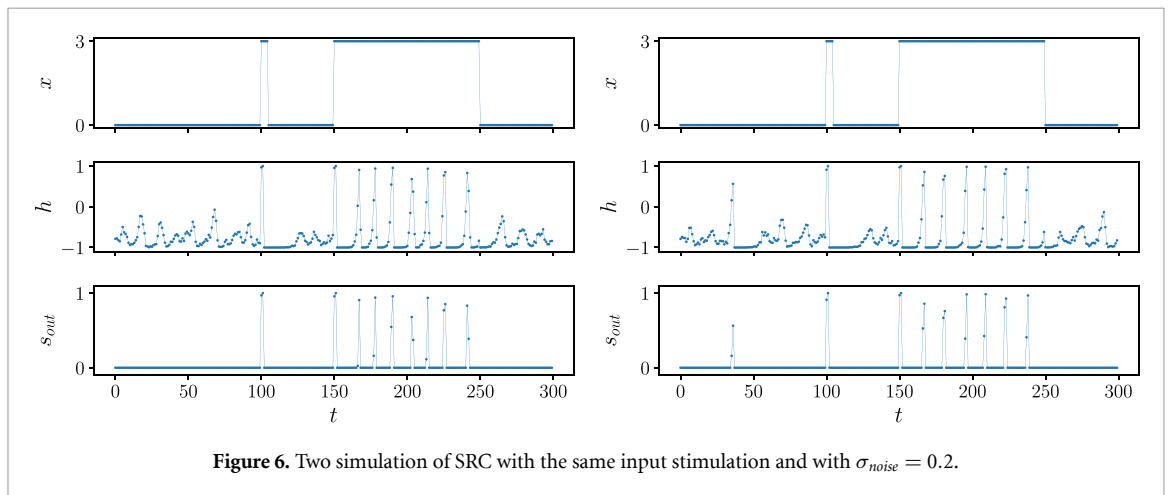 3
x
0
1
h
0
−1
1
s_out
0
0 50 100 150 200 250 300
t
3
x
0
1
h
0
−1
1
s_out
0
0 50 100 150 200 250 300
t
Figure 6. Two simulation of SRC with the same input stimulation and with σ_noise = 0.2.